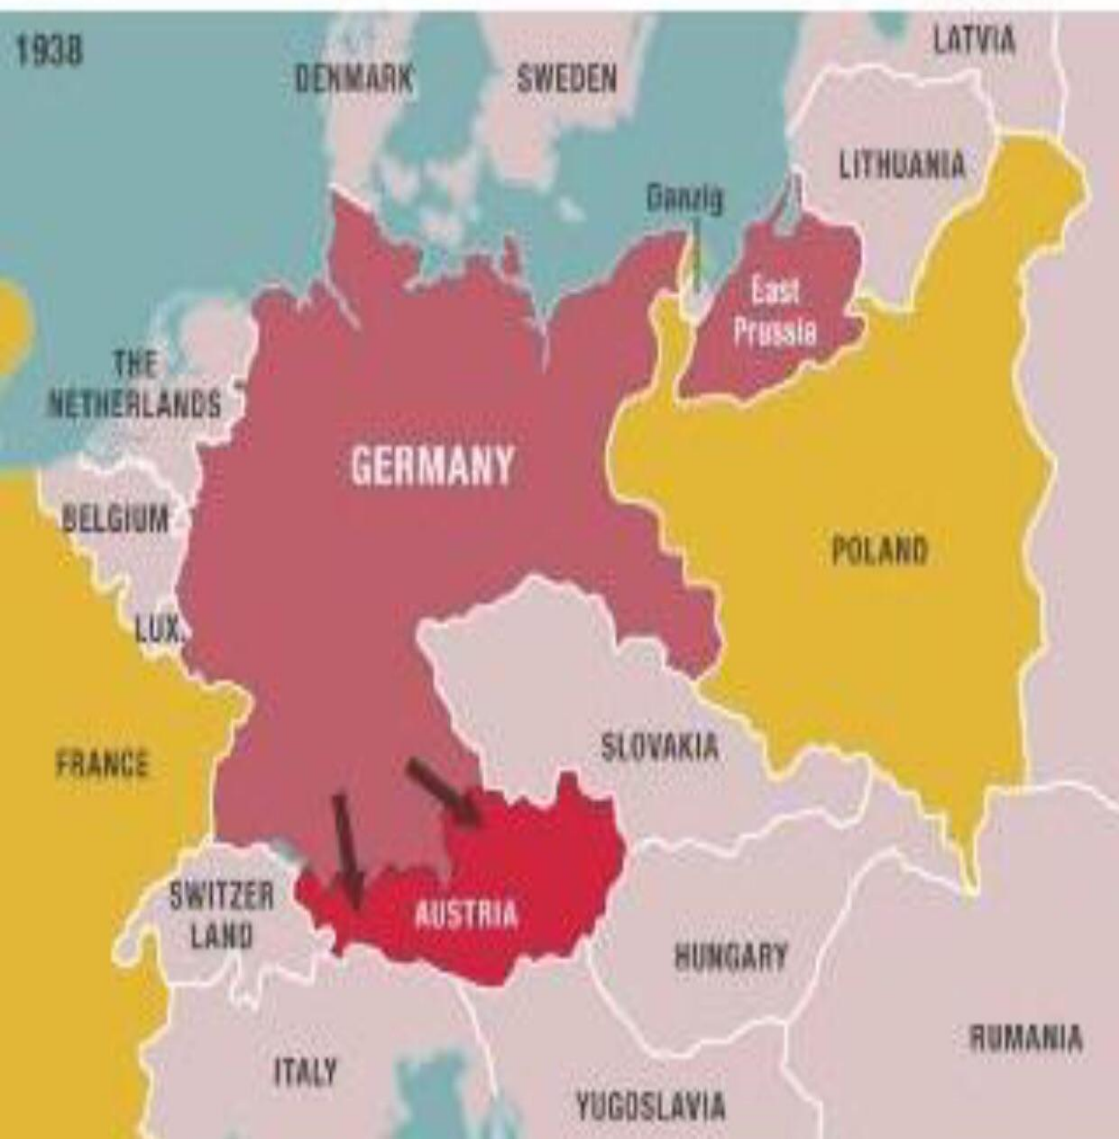 1938
LATVIA
DENMARK
SWEDEN
LITHUANIA
Danzig
East
Prussia
THE
NETHERLANDS
GERMANY
BELGIUM
POLAND
LUX.
SLOVAKIA
FRANCE
SWITZER
LAND
AUSTRIA
HUNGARY
RUMANIA
ITALY
YUGOSLAVIA